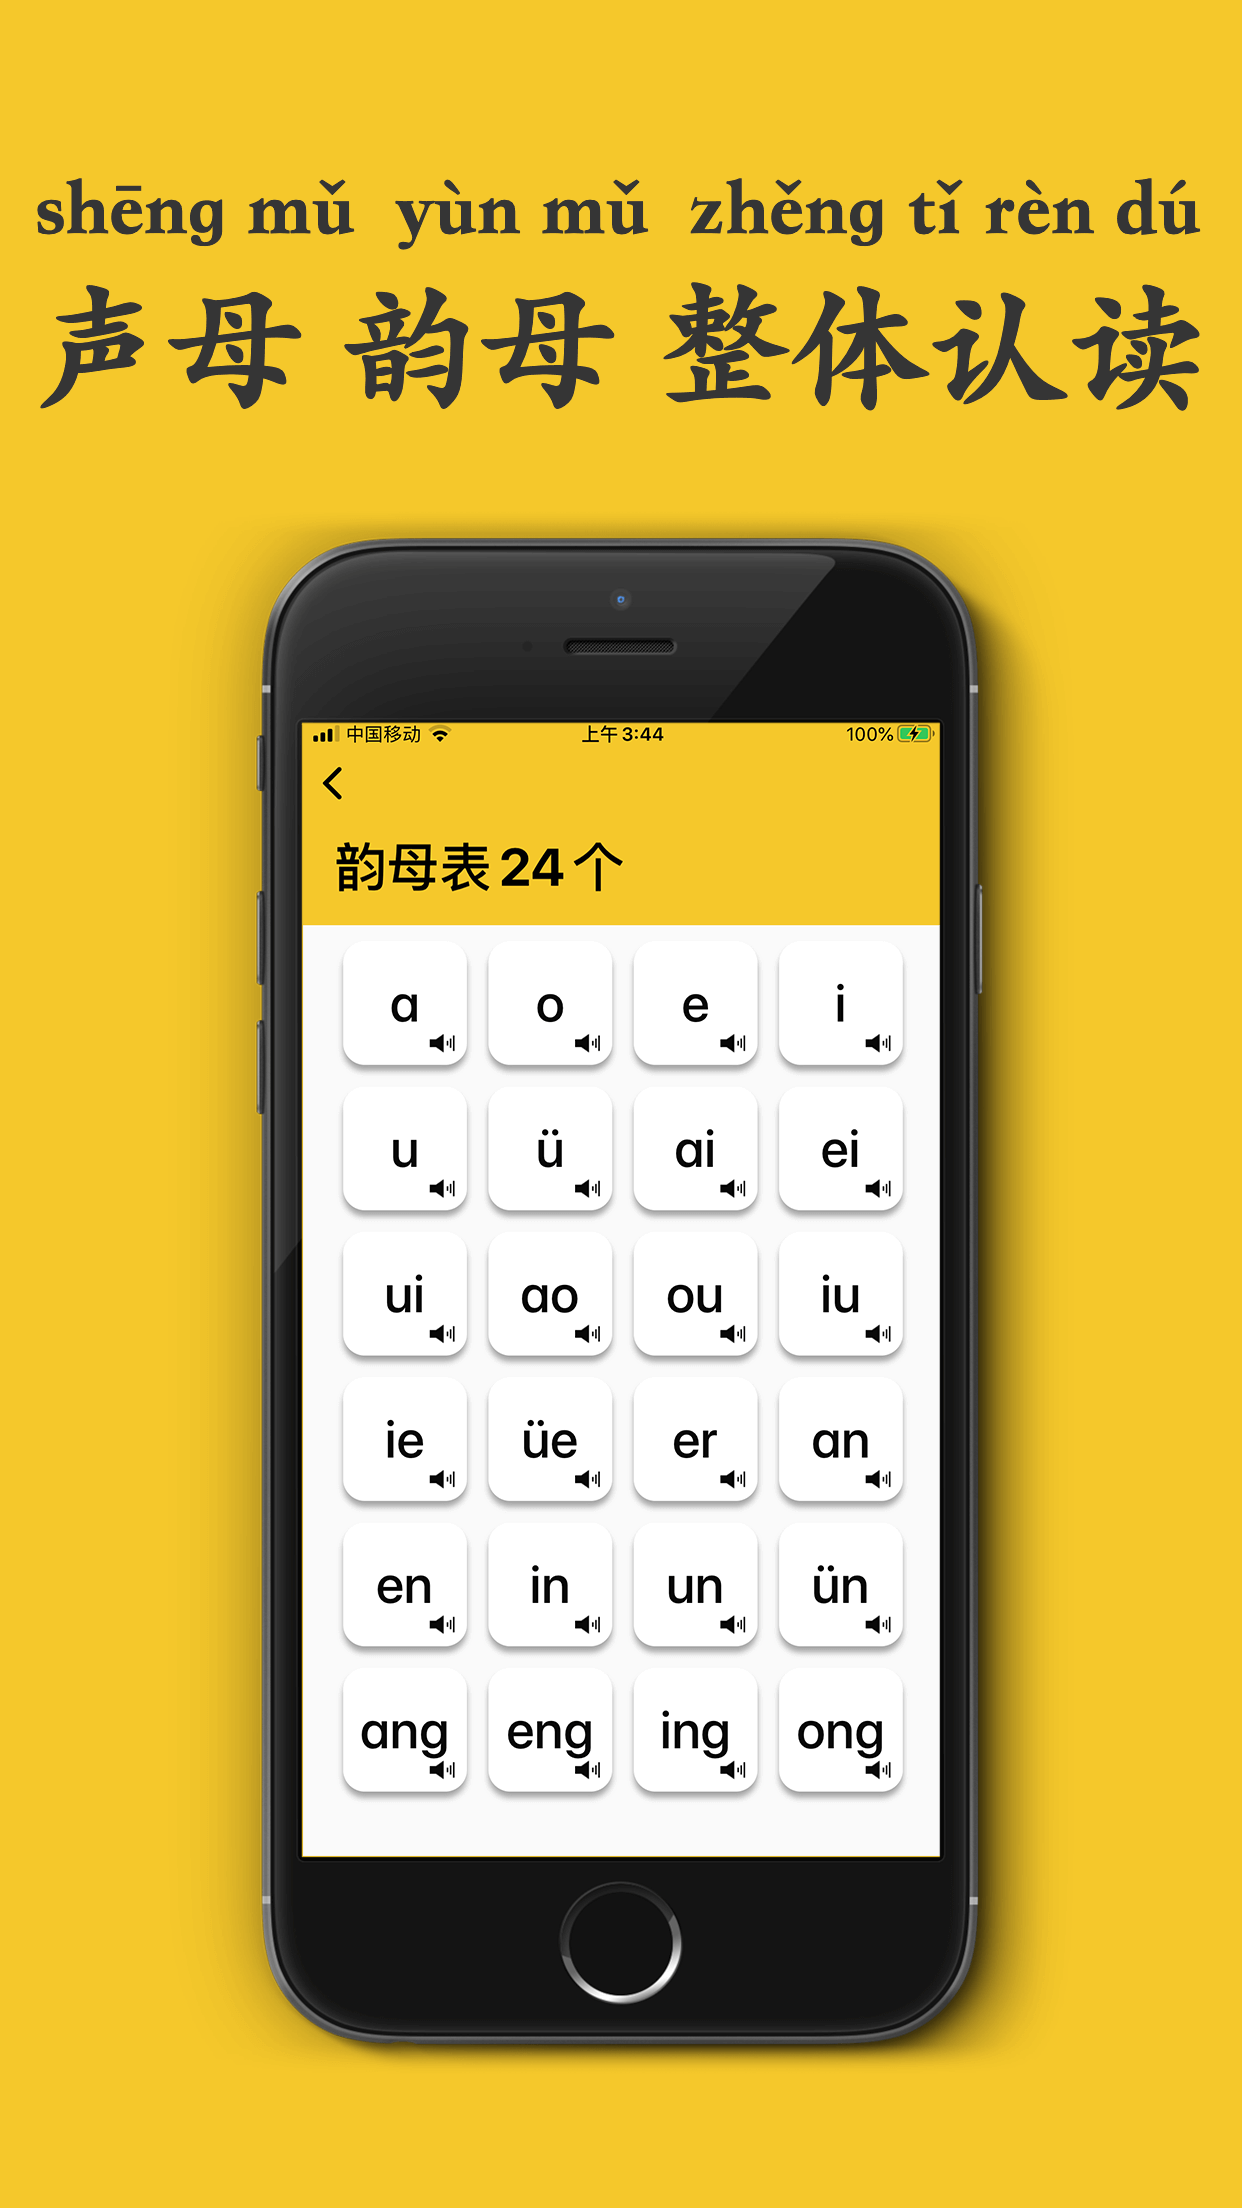 shēng mǔ yùn mǔ zhěng tǐ rèn dú
声母 韵母 整体认读
中国移动 上午3:44 100%
韵母表24个
a o e i
u ü ai ei
ui ao ou iu
ie üe er an
en in un ün
ang eng ing ong